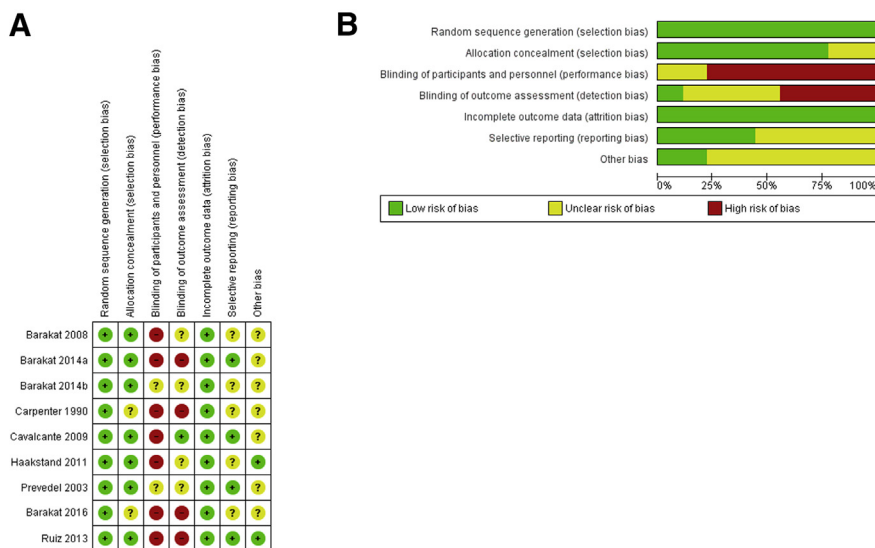 A
Random sequence generation (selection bias)
Allocation concealment (selection bias)
Blinding of participants and personnel (performance bias)
Blinding of outcome assessment (detection bias)
Incomplete outcome data (attrition bias)
Selective reporting (reporting bias)
Other bias
Barakat 2008 + + - ? + ? ?
Barakat 2014a + + - - + + ?
Barakat 2014b + + ? ? + ? ?
Carpenter 1990 + ? - - + ? ?
Cavalcante 2009 + + - + + + ?
Haakstand 2011 + + - ? + ? +
Prevedel 2003 + + ? ? + + ?
Barakat 2016 + ? - - + ? ?
Ruiz 2013 + + - - + + +
B
Random sequence generation (selection bias)
Allocation concealment (selection bias)
Blinding of participants and personnel (performance bias)
Blinding of outcome assessment (detection bias)
Incomplete outcome data (attrition bias)
Selective reporting (reporting bias)
Other bias
0% 25% 50% 75% 100%
Low risk of bias Unclear risk of bias High risk of bias